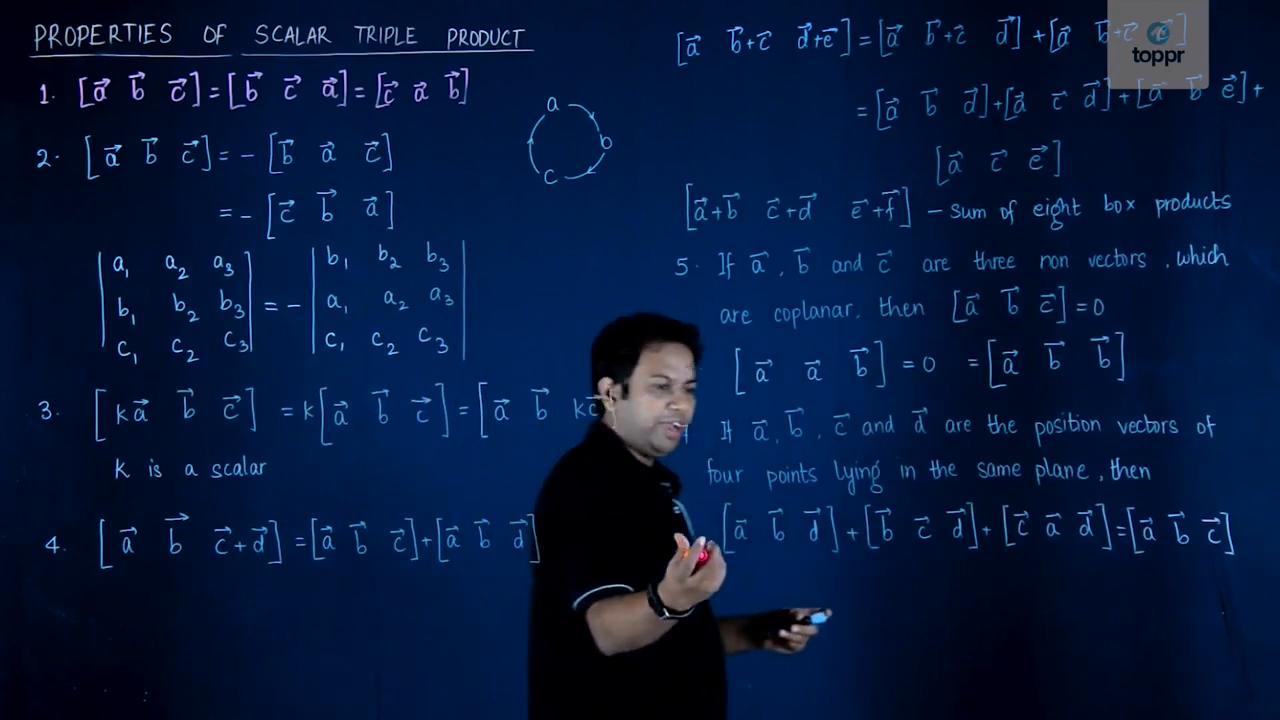 PROPERTIES OF SCALAR TRIPLE PRODUCT
1. [a⃗ b⃗ c⃗] = [b⃗ c⃗ a⃗] = [c⃗ a⃗ b⃗]
a
b
c
2. [a⃗ b⃗ c⃗] = - [b⃗ a⃗ c⃗]
= - [c⃗ b⃗ a⃗]
| a₁ a₂ a₃ | | b₁ b₂ b₃ |
| b₁ b₂ b₃ | = - | a₁ a₂ a₃ |
| c₁ c₂ c₃ | | c₁ c₂ c₃ |
3. [ka⃗ b⃗ c⃗] = k[a⃗ b⃗ c⃗] = [a⃗ b⃗ kc⃗
k is a scalar
4. [a⃗ b⃗ c⃗+d⃗] = [a⃗ b⃗ c⃗] + [a⃗ b⃗ d⃗]
[a⃗ b⃗+c⃗ d⃗+e⃗] = [a⃗ b⃗+c⃗ d⃗] + [a⃗ b⃗+c⃗ ]
toppr
= [a⃗ b⃗ d⃗] + [a⃗ c⃗ d⃗] + [a⃗ b⃗ e⃗] +
[a⃗ c⃗ e⃗]
[a⃗+b⃗ c⃗+d⃗ e⃗+f⃗] - sum of eight box products
5. If a⃗, b⃗ and c⃗ are three non vectors, which
are coplanar, then [a⃗ b⃗ c⃗] = 0
[a⃗ a⃗ b⃗] = 0 = [a⃗ b⃗ b⃗]
If a⃗, b⃗, c⃗ and d⃗ are the position vectors of
four points lying in the same plane, then
[a⃗ b⃗ d⃗] + [b⃗ c⃗ d⃗] + [c⃗ a⃗ d⃗] = [a⃗ b⃗ c⃗]